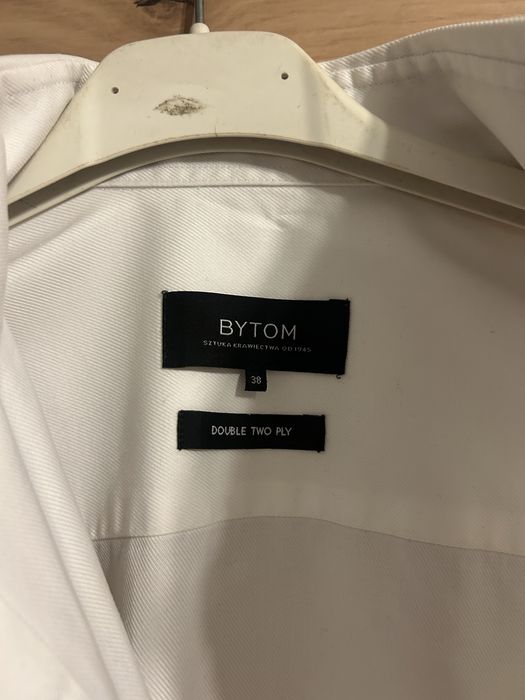 BYTOM
SZTUKA KRAWIECTWA OD 1945
38
DOUBLE TWO PLY